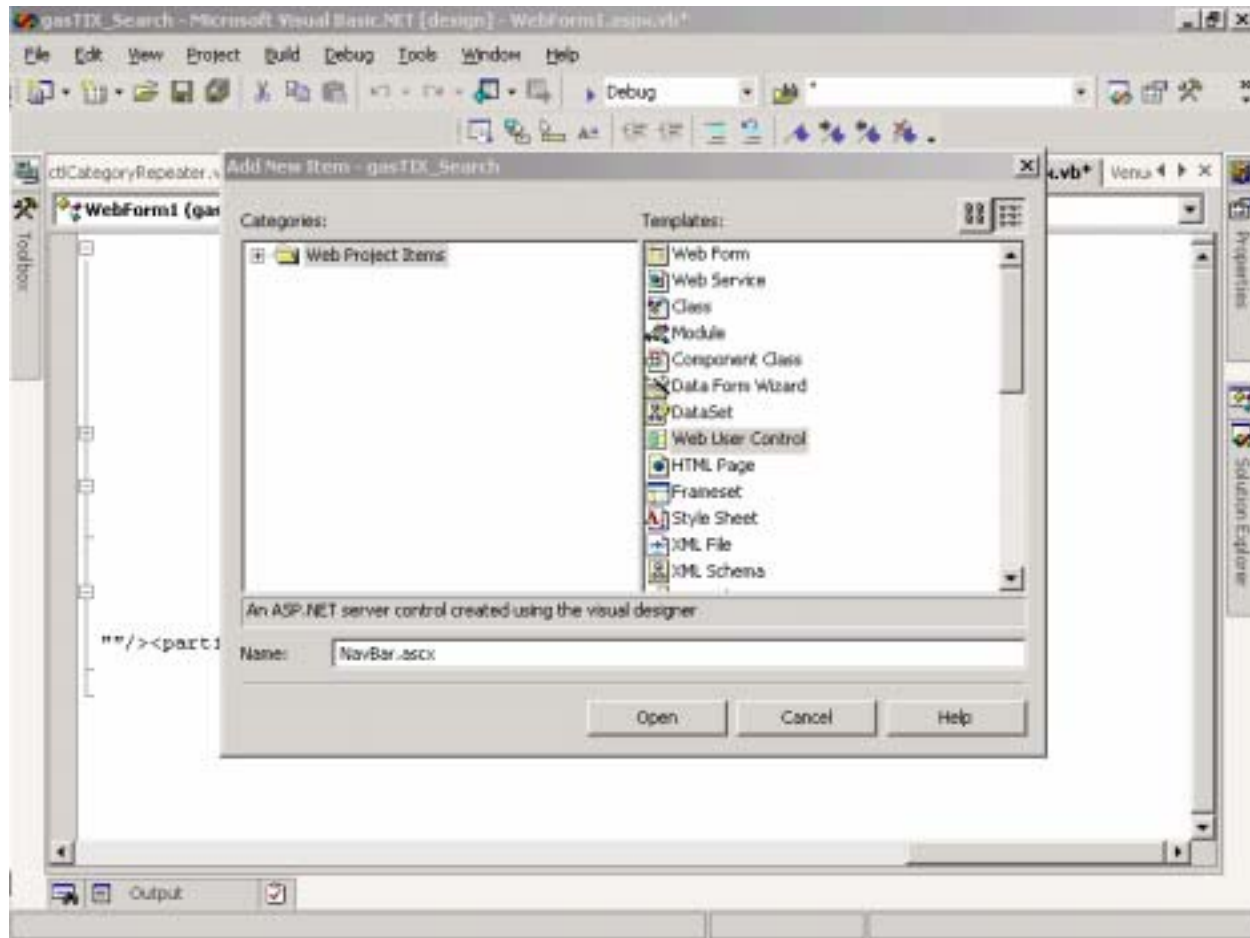 gasTIX_Search - Microsoft Visual Basic.NET [design] - WebForm1.aspx.vb*
File Edit View Project Build Debug Tools Window Help
Debug
ctlCategoryRepeater.v
Add New Item - gasTIX_Search
x.vb* Venu
WebForm1 (gas
Toolbox
Properties
Solution Explorer
Categories:
Templates:
Web Project Items
Web Form
Web Service
Class
Module
Component Class
Data Form Wizard
DataSet
Web User Control
HTML Page
Frameset
Style Sheet
XML File
XML Schema
An ASP.NET server control created using the visual designer
""/><parti
Name: NavBar.ascx
Open Cancel Help
Output